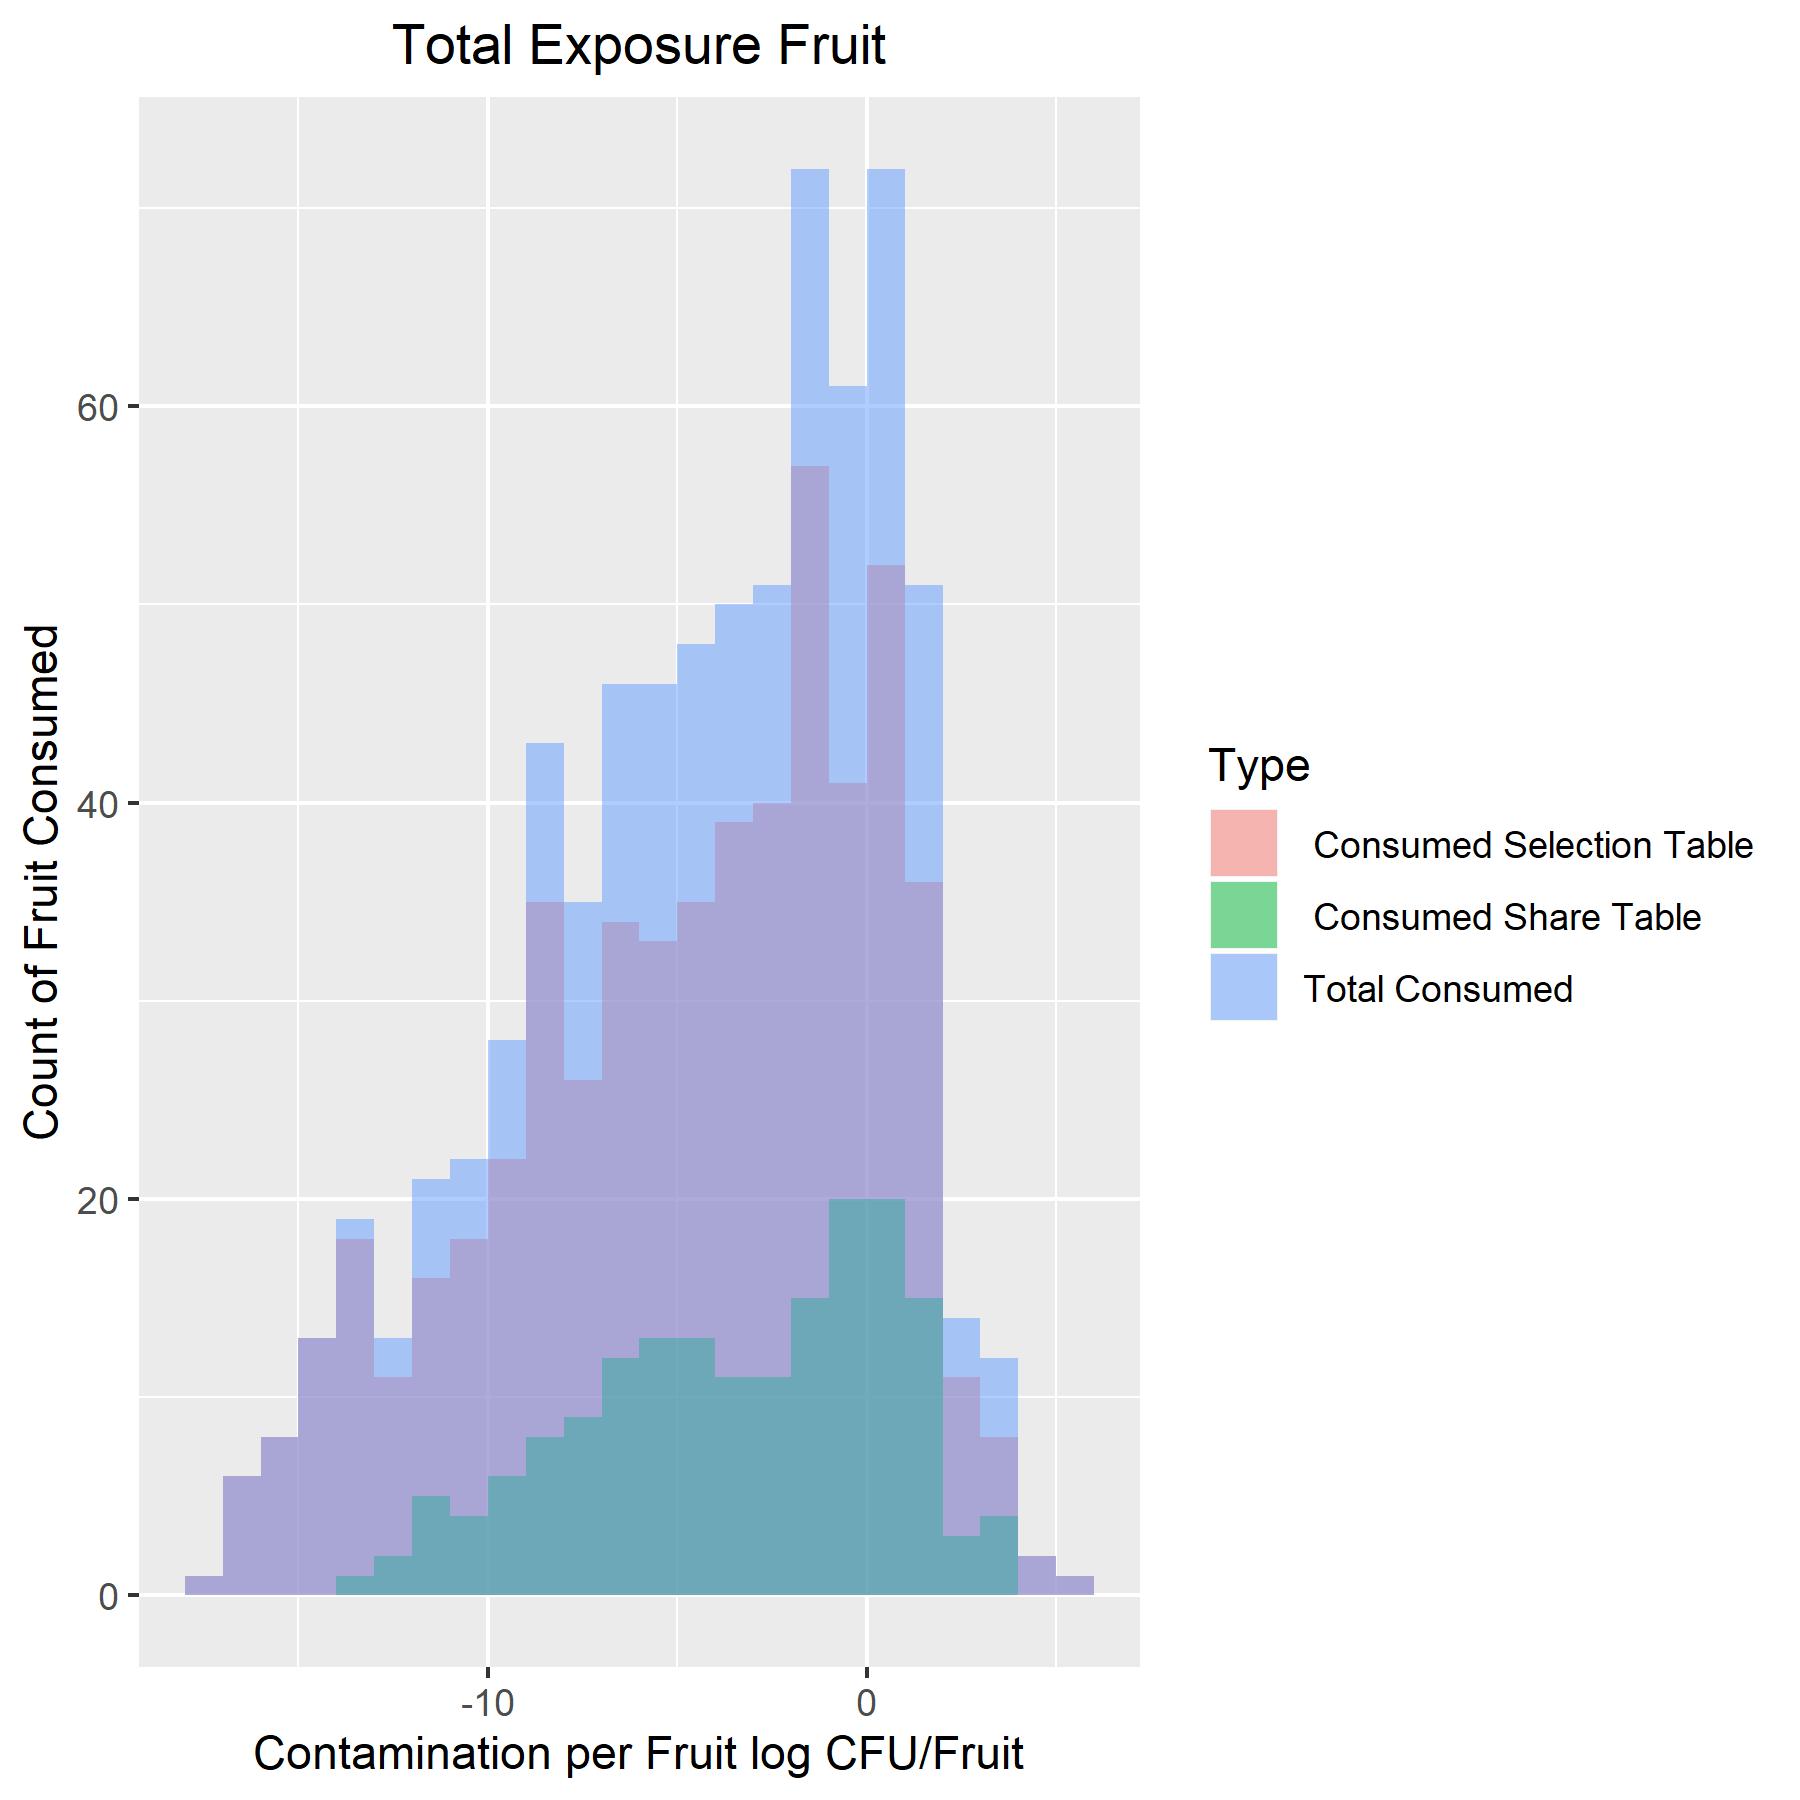 Total Exposure Fruit
Count of Fruit Consumed
60
40
20
0
-10
0
Contamination per Fruit log CFU/Fruit
Type
Consumed Selection Table
Consumed Share Table
Total Consumed